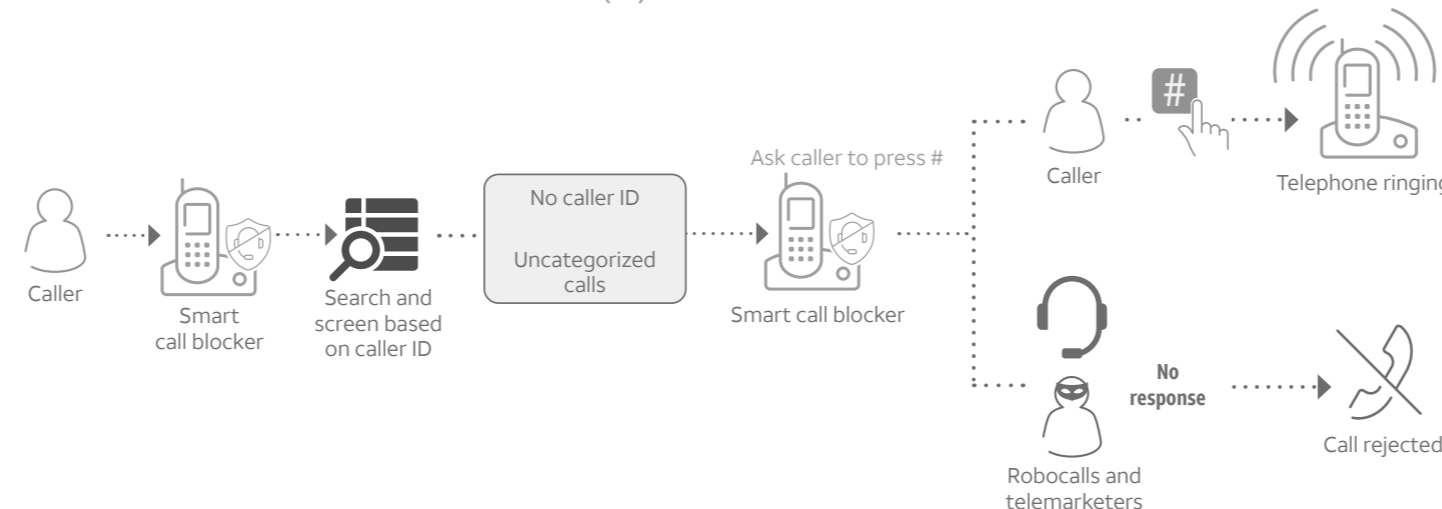 Caller
Smart
call blocker
Search and
screen based
on caller ID
No caller ID
Uncategorized
calls
Ask caller to press #
Smart call blocker
Caller
#
Telephone ringing
No
response
Robocalls and
telemarketers
Call rejected